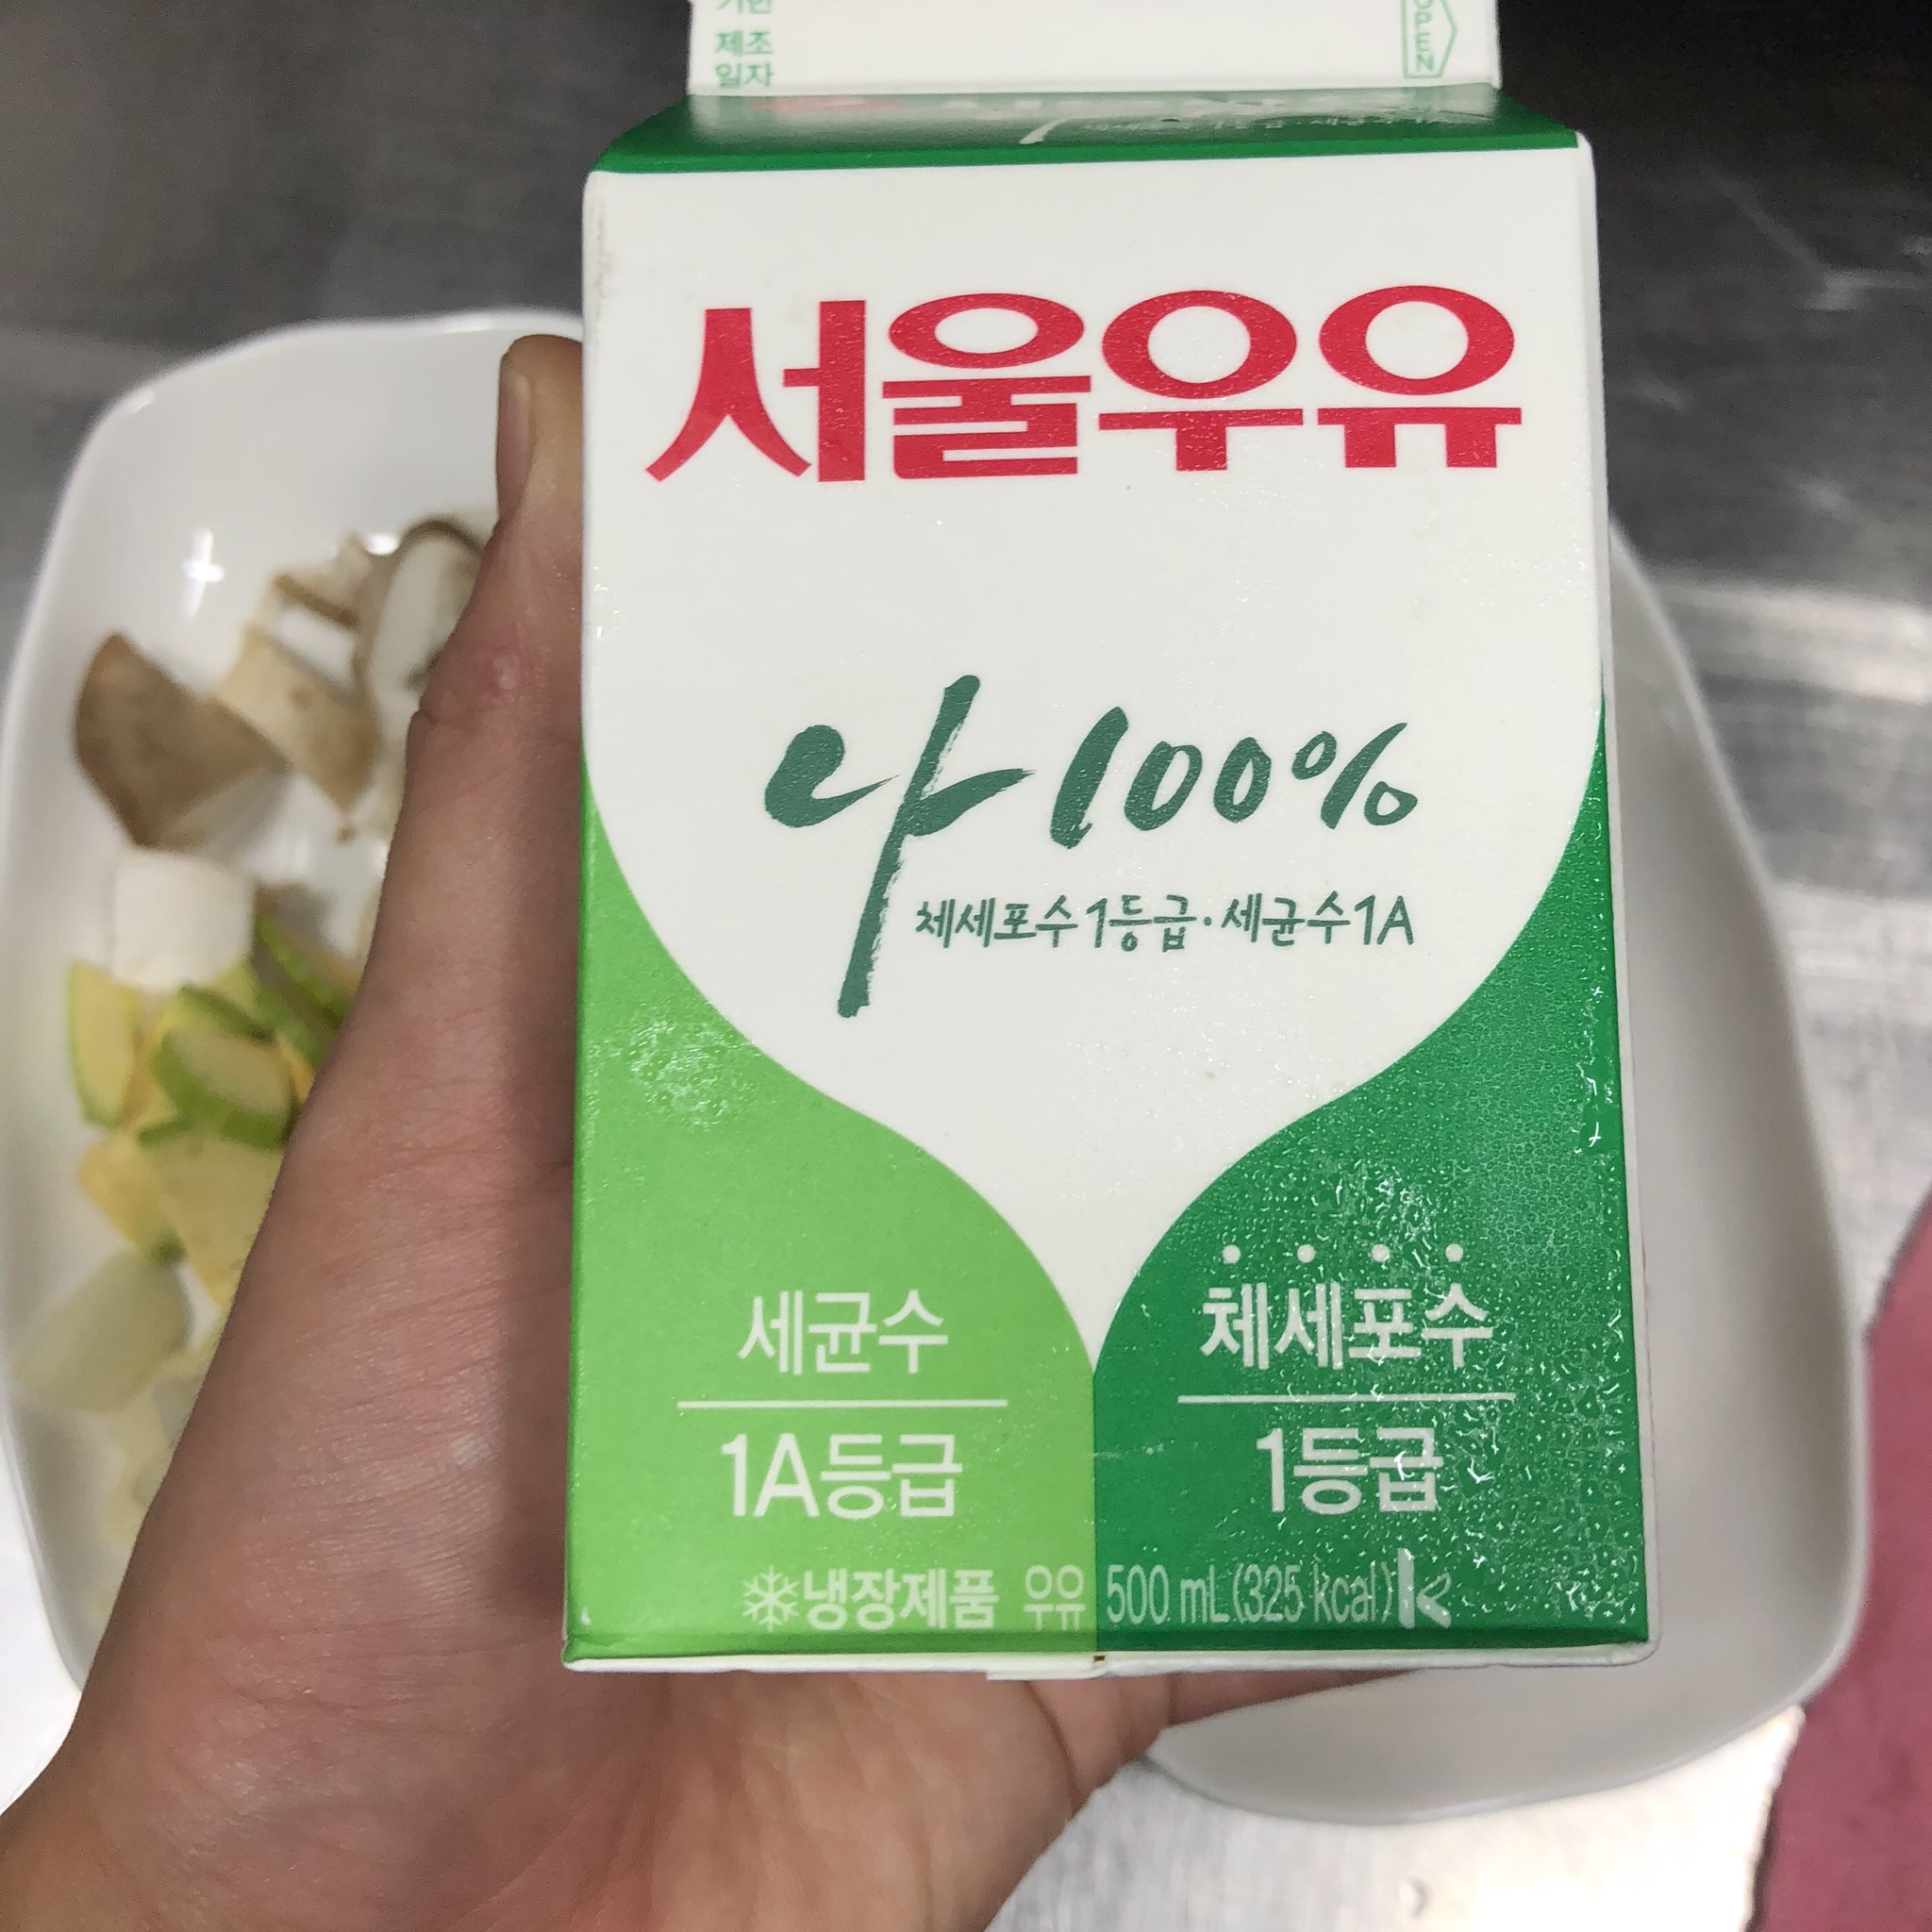 제조
일자
OPEN
서울우유
나100%
체세포수1등급·세균수1A
세균수
1A등급
체세포수
1등급
냉장제품 우유 500 mL(325 kcal)